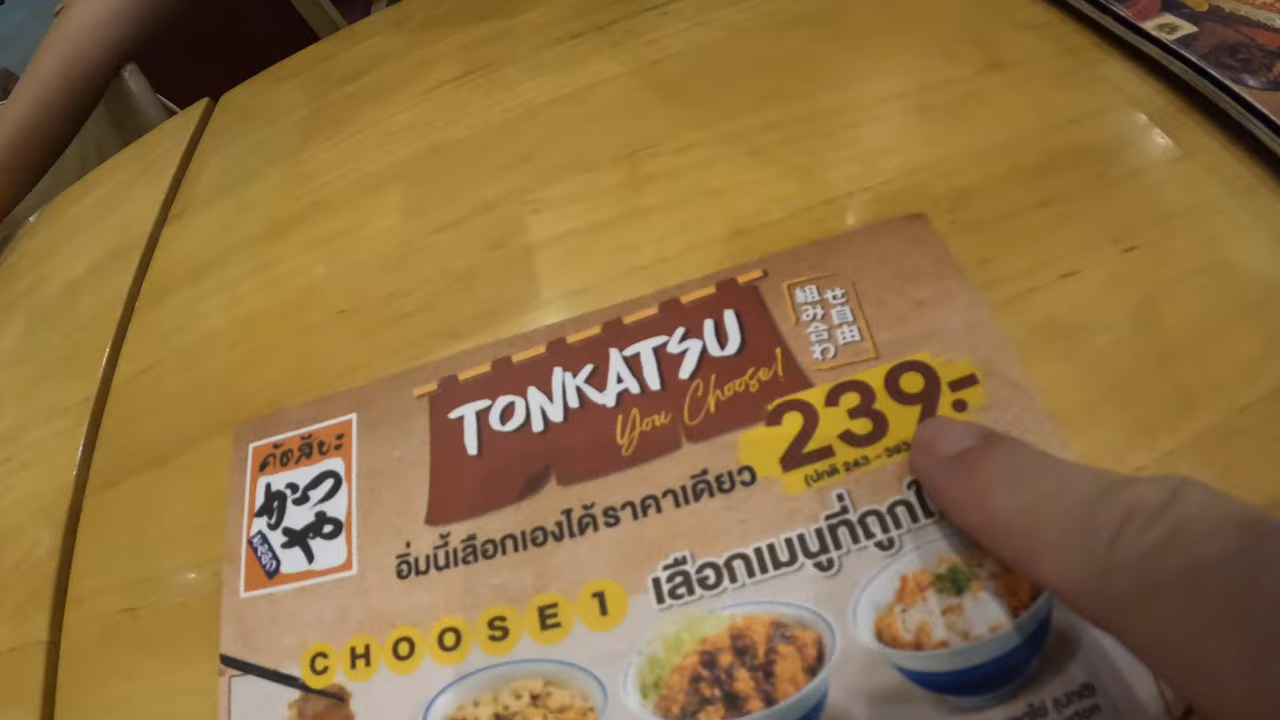 TONKATSU
You Choose!
組み合わ
せ自由
239.-
คัตสึยะ
かつや
อิ่มนี้เลือกเองได้ ราคาเดียว
เลือกเมนูที่ถูก
CHOOSE 1